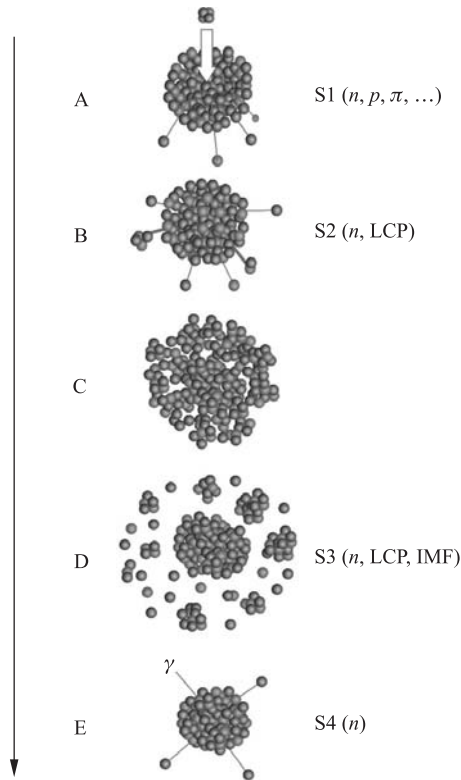 A S1 (n, p, π, …)
B S2 (n, LCP)
C
D S3 (n, LCP, IMF)
γ
E S4 (n)